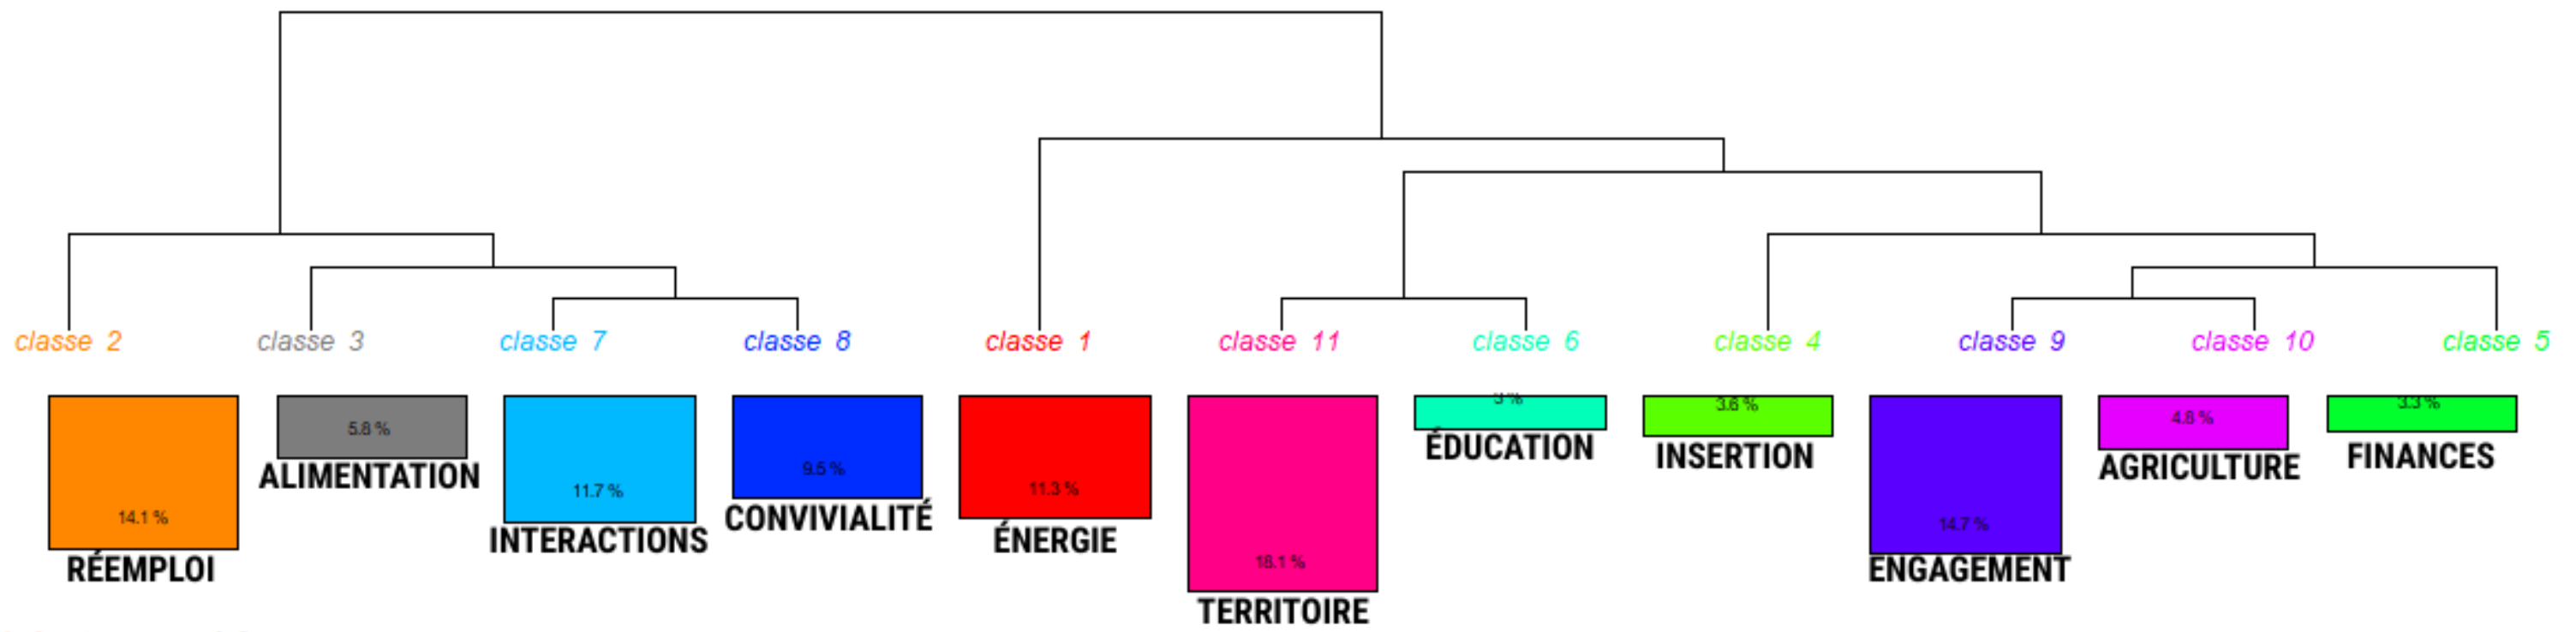 classe 2 classe 3 classe 7 classe 8 classe 1 classe 11 classe 6 classe 4 classe 9 classe 10 classe 5
14.1 % 5.8 % 11.7 % 9.5 % 11.3 % 18.1 % 3 % 3.6 % 14.7 % 4.8 % 3.3 %
RÉEMPLOI ALIMENTATION INTERACTIONS CONVIVIALITÉ ÉNERGIE TERRITOIRE ÉDUCATION INSERTION ENGAGEMENT AGRICULTURE FINANCES